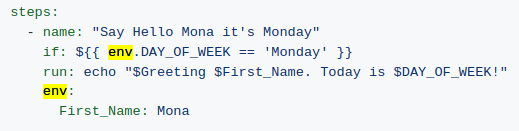 steps:
- name: "Say Hello Mona it's Monday"
if: ${{ env.DAY_OF_WEEK == 'Monday' }}
run: echo "$Greeting $First_Name. Today is $DAY_OF_WEEK!"
env:
First_Name: Mona